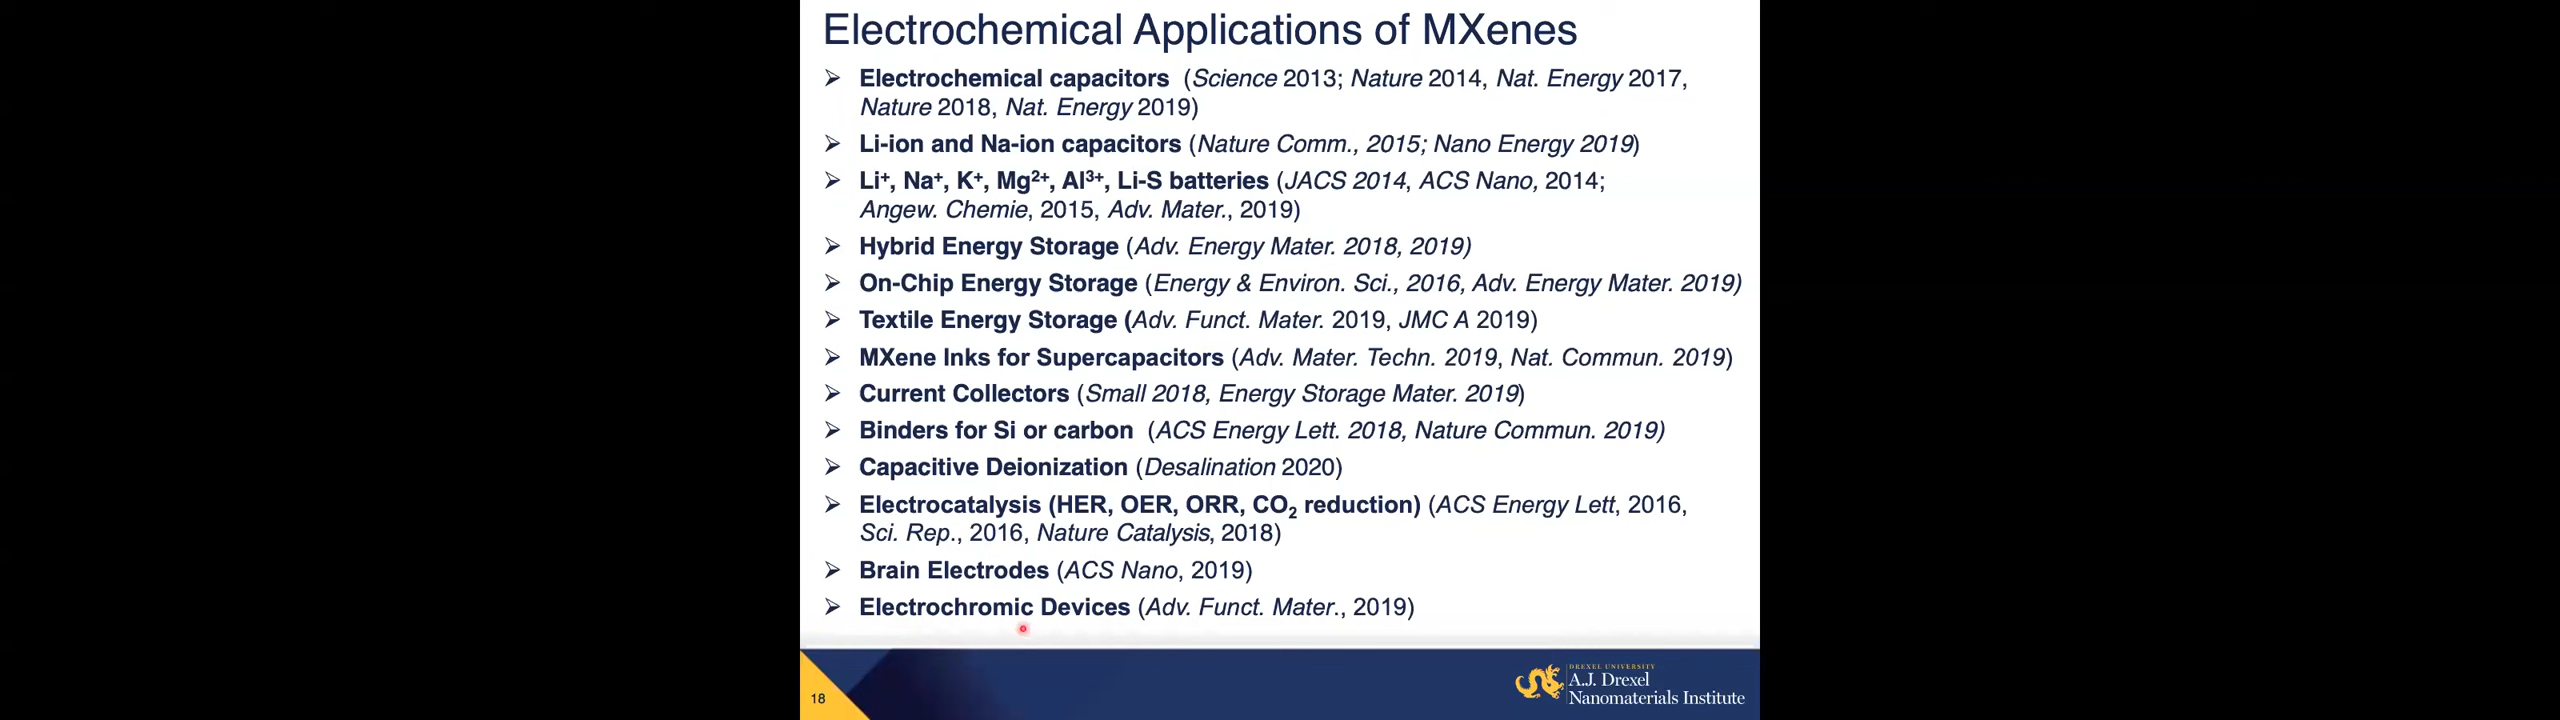 Electrochemical Applications of MXenes
➢ Electrochemical capacitors (Science 2013; Nature 2014, Nat. Energy 2017,
Nature 2018, Nat. Energy 2019)
➢ Li-ion and Na-ion capacitors (Nature Comm., 2015; Nano Energy 2019)
➢ Li⁺, Na⁺, K⁺, Mg²⁺, Al³⁺, Li-S batteries (JACS 2014, ACS Nano, 2014;
Angew. Chemie, 2015, Adv. Mater., 2019)
➢ Hybrid Energy Storage (Adv. Energy Mater. 2018, 2019)
➢ On-Chip Energy Storage (Energy & Environ. Sci., 2016, Adv. Energy Mater. 2019)
➢ Textile Energy Storage (Adv. Funct. Mater. 2019, JMC A 2019)
➢ MXene Inks for Supercapacitors (Adv. Mater. Techn. 2019, Nat. Commun. 2019)
➢ Current Collectors (Small 2018, Energy Storage Mater. 2019)
➢ Binders for Si or carbon (ACS Energy Lett. 2018, Nature Commun. 2019)
➢ Capacitive Deionization (Desalination 2020)
➢ Electrocatalysis (HER, OER, ORR, CO₂ reduction) (ACS Energy Lett, 2016,
Sci. Rep., 2016, Nature Catalysis, 2018)
➢ Brain Electrodes (ACS Nano, 2019)
➢ Electrochromic Devices (Adv. Funct. Mater., 2019)
18
DREXEL UNIVERSITY
A.J. Drexel
Nanomaterials Institute